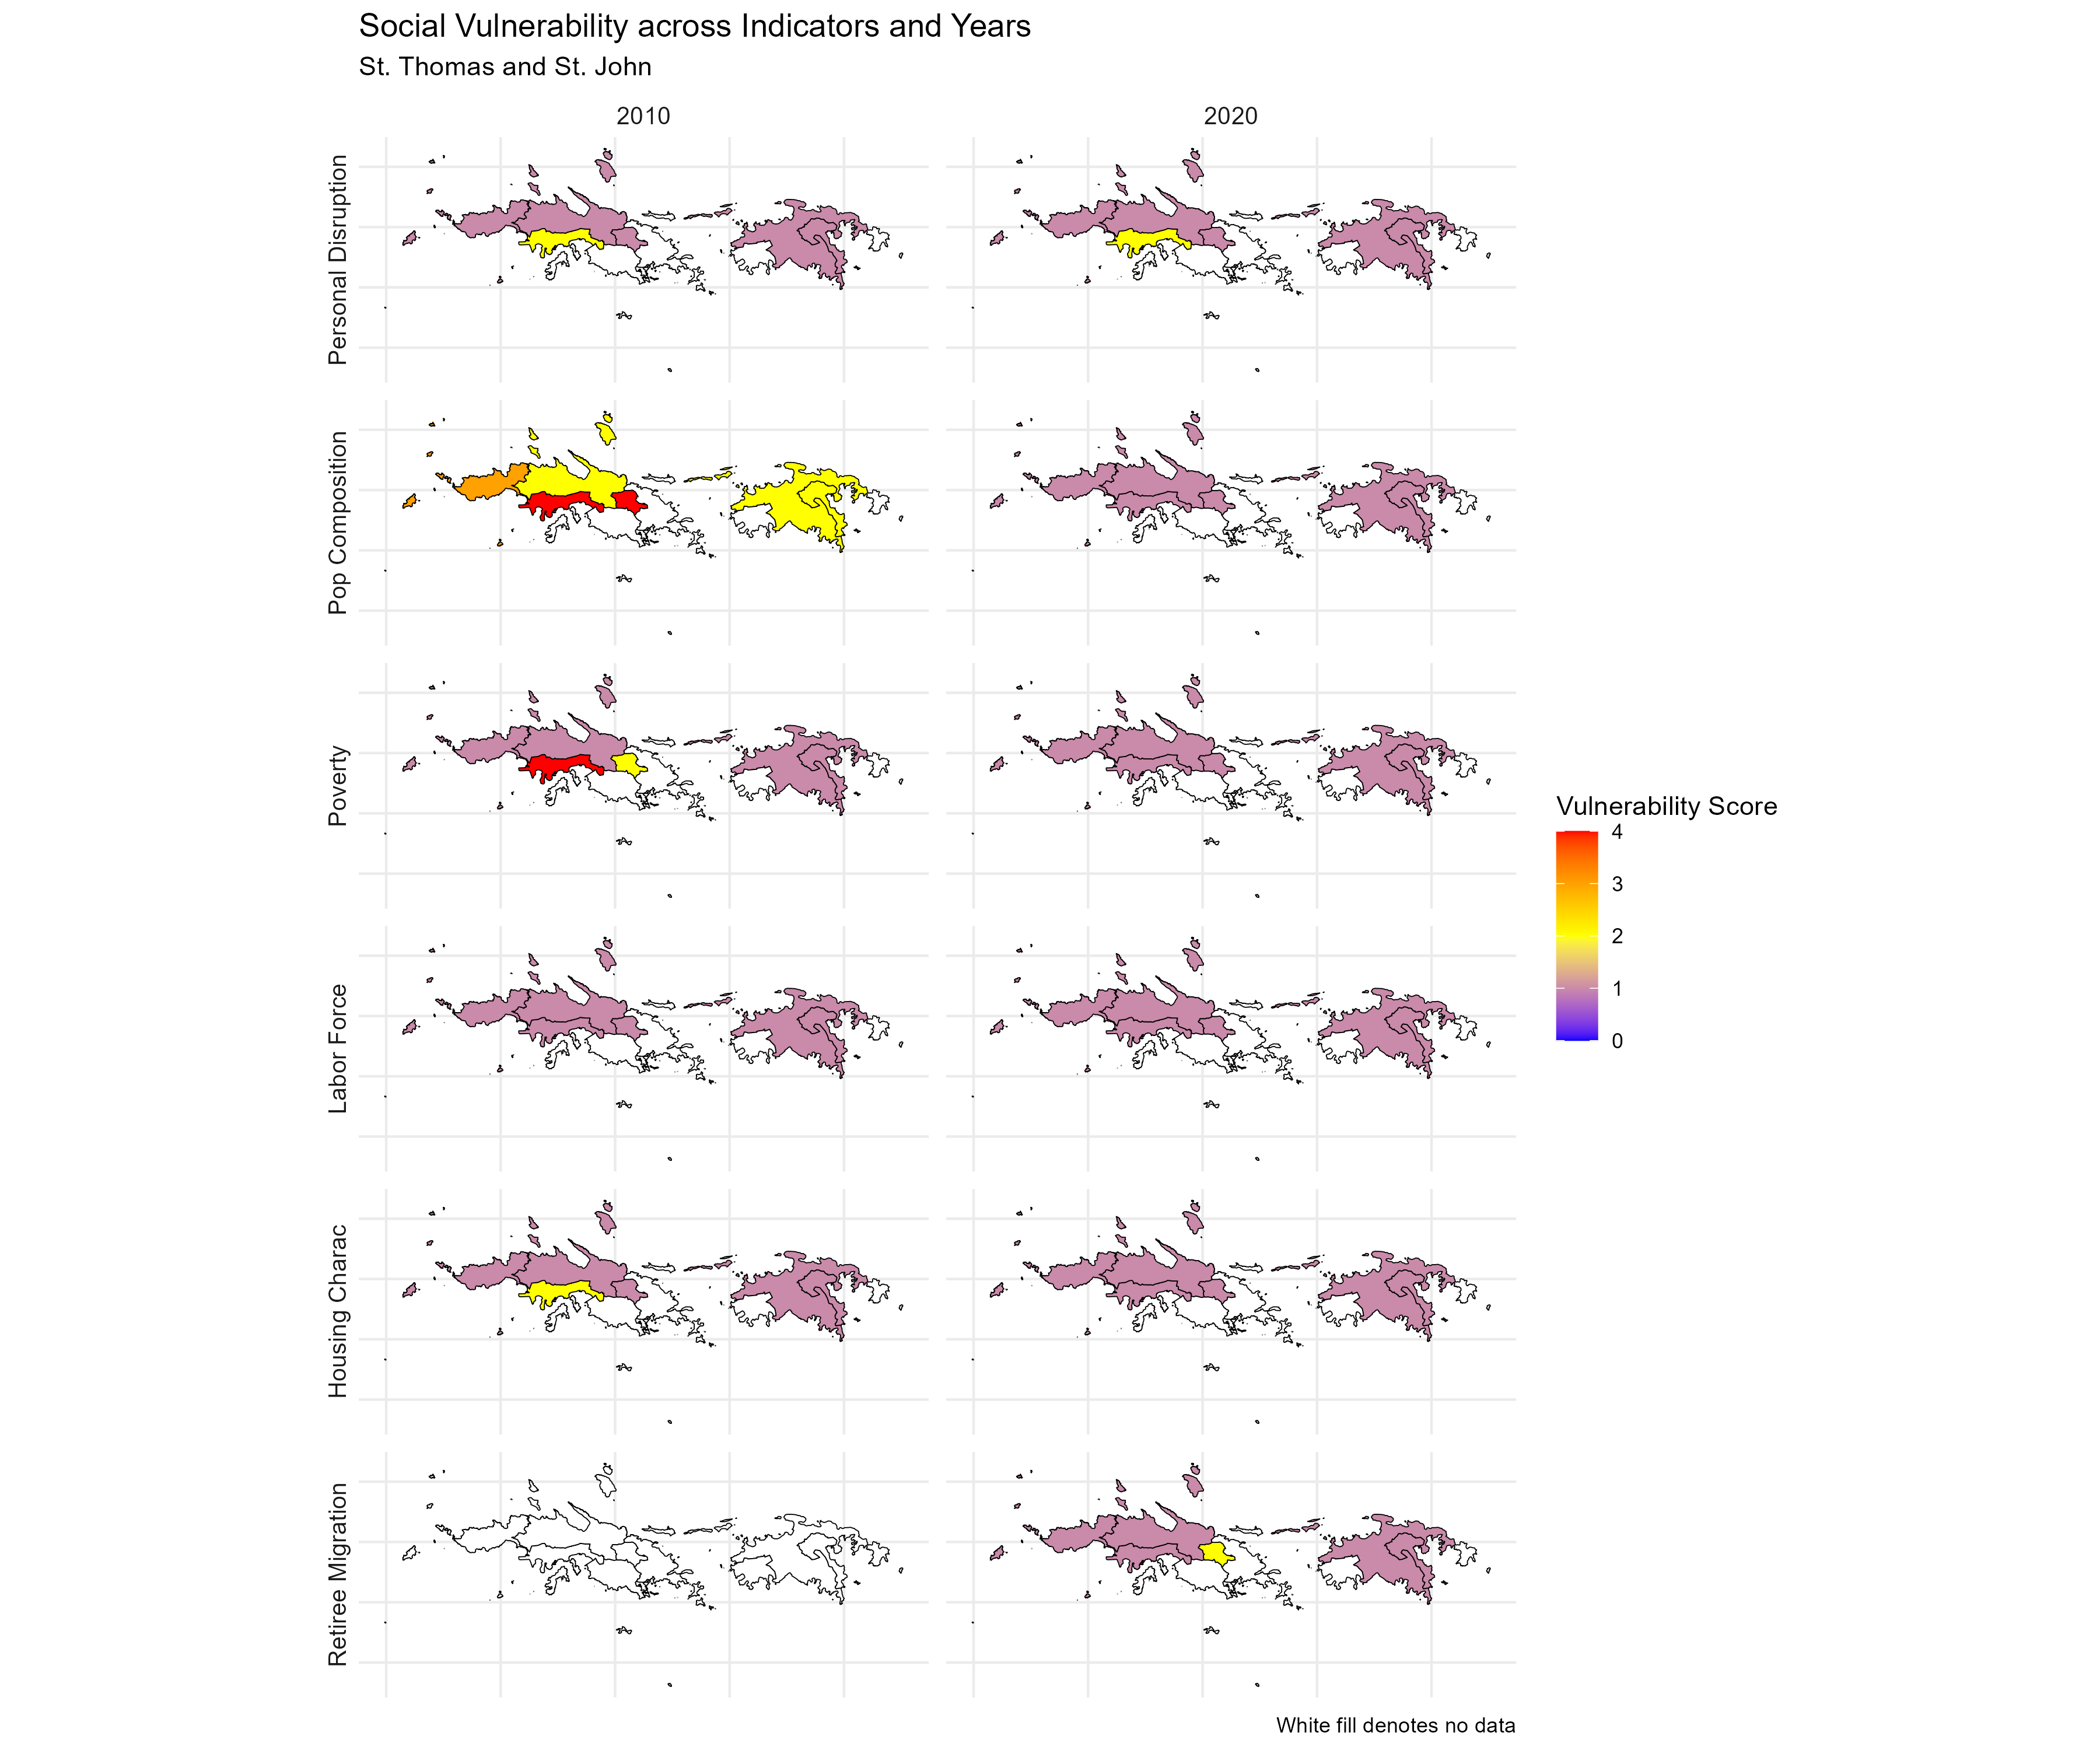 Social Vulnerability across Indicators and Years
St. Thomas and St. John
2010
2020
Personal Disruption
Pop Composition
Poverty
Labor Force
Housing Charac
Retiree Migration
Vulnerability Score
4
3
2
1
0
White fill denotes no data